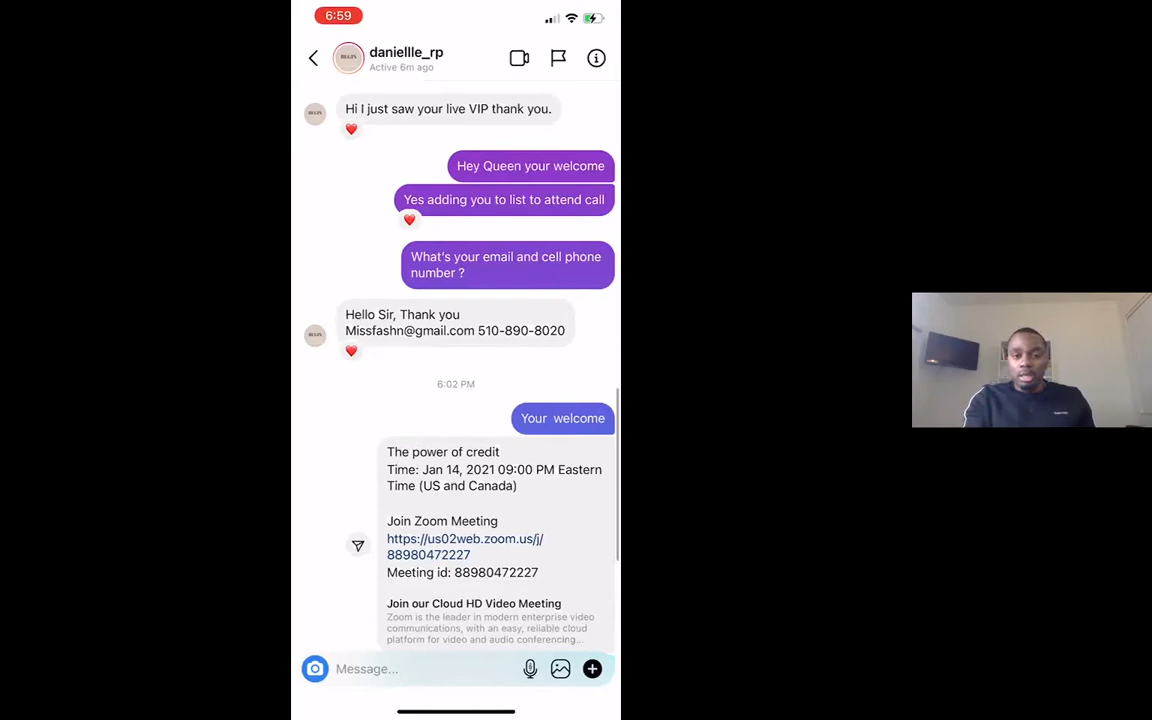 6:59
daniellle_rp
Active 6m ago
Hi I just saw your live VIP thank you.
Hey Queen your welcome
Yes adding you to list to attend call
What's your email and cell phone
number ?
Hello Sir, Thank you
Missfashn@gmail.com 510-890-8020
6:02 PM
Your welcome
The power of credit
Time: Jan 14, 2021 09:00 PM Eastern
Time (US and Canada)
Join Zoom Meeting
https://us02web.zoom.us/j/
88980472227
Meeting id: 88980472227
Join our Cloud HD Video Meeting
Zoom is the leader in modern enterprise video
communications, with an easy, reliable cloud
platform for video and audio conferencing...
Message...